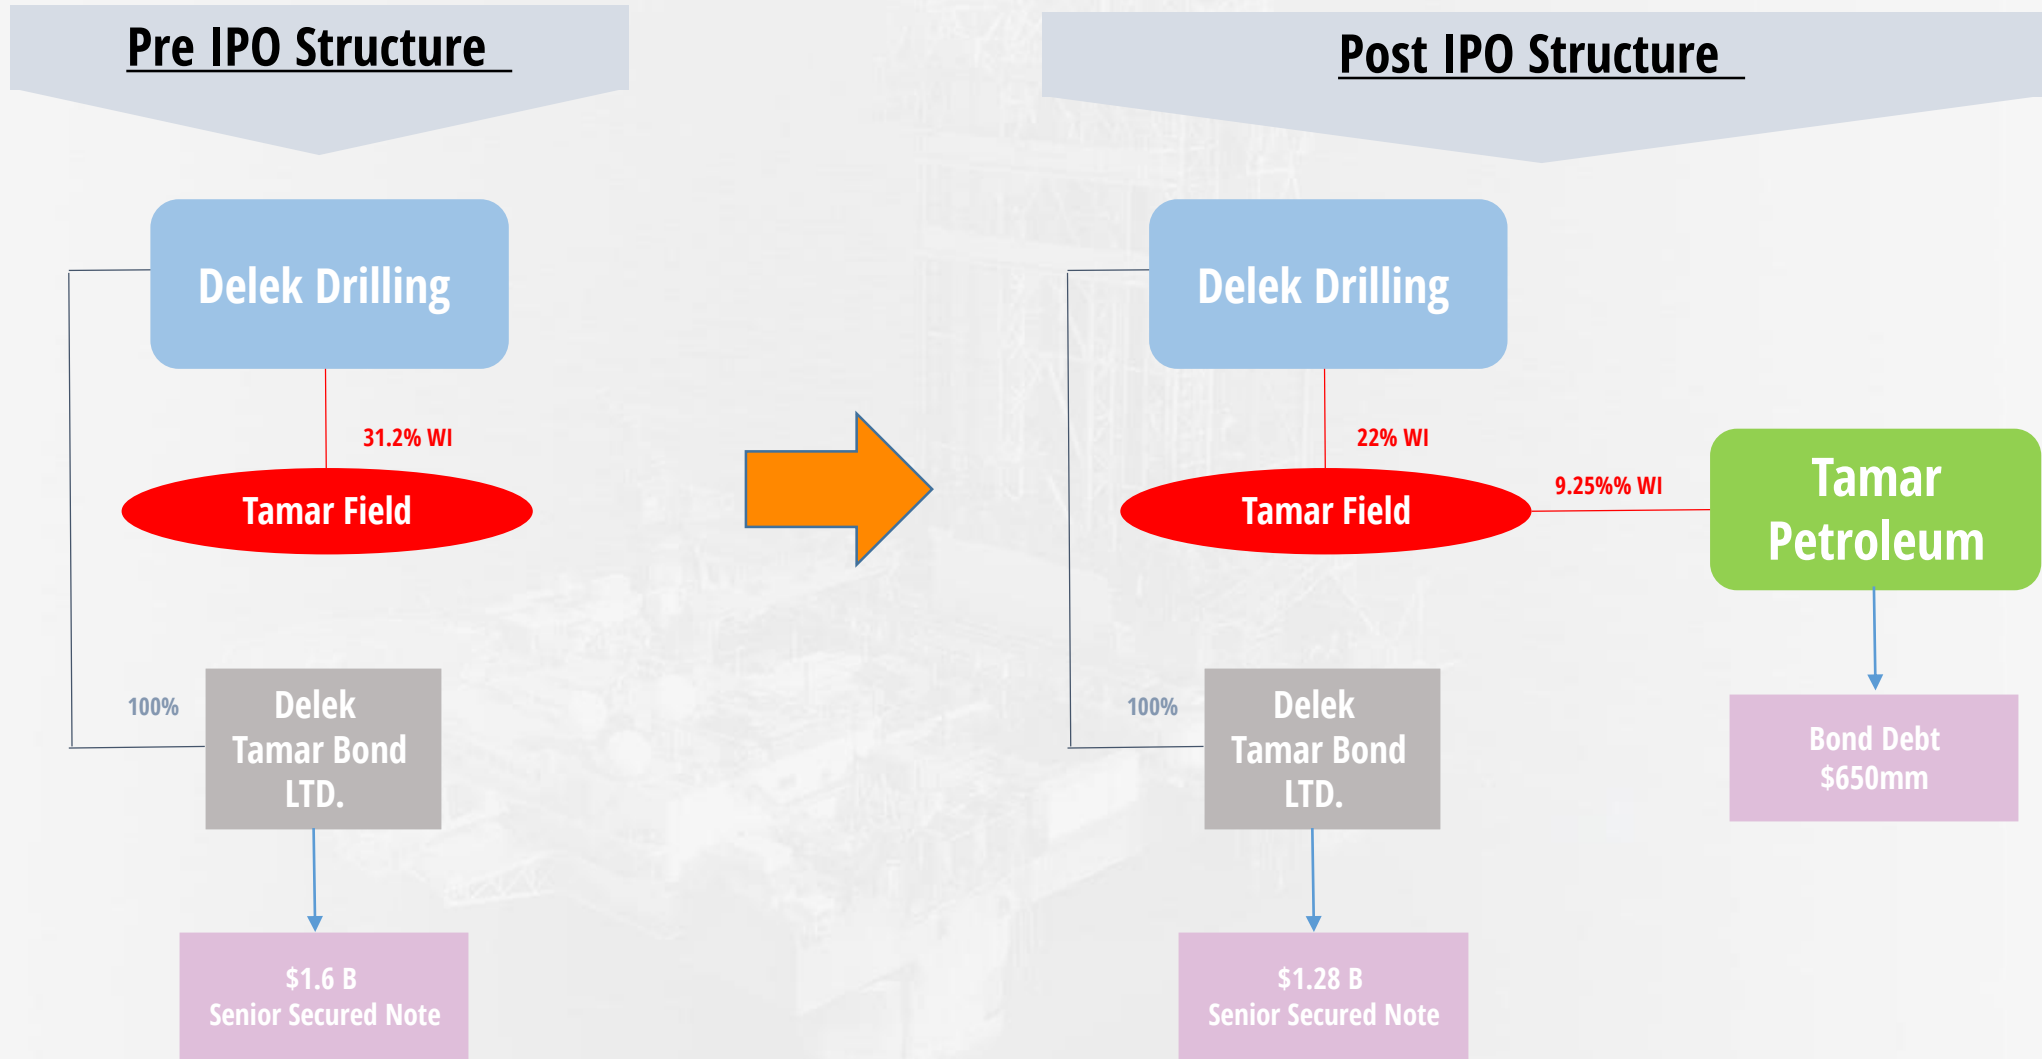 Pre IPO Structure
Delek Drilling
31.2% WI
Tamar Field
100%
Delek
Tamar Bond
LTD.
$1.6 B
Senior Secured Note
Post IPO Structure
Delek Drilling
22% WI
Tamar Field
9.25%% WI
Tamar
Petroleum
100%
Delek
Tamar Bond
LTD.
Bond Debt
$650mm
$1.28 B
Senior Secured Note